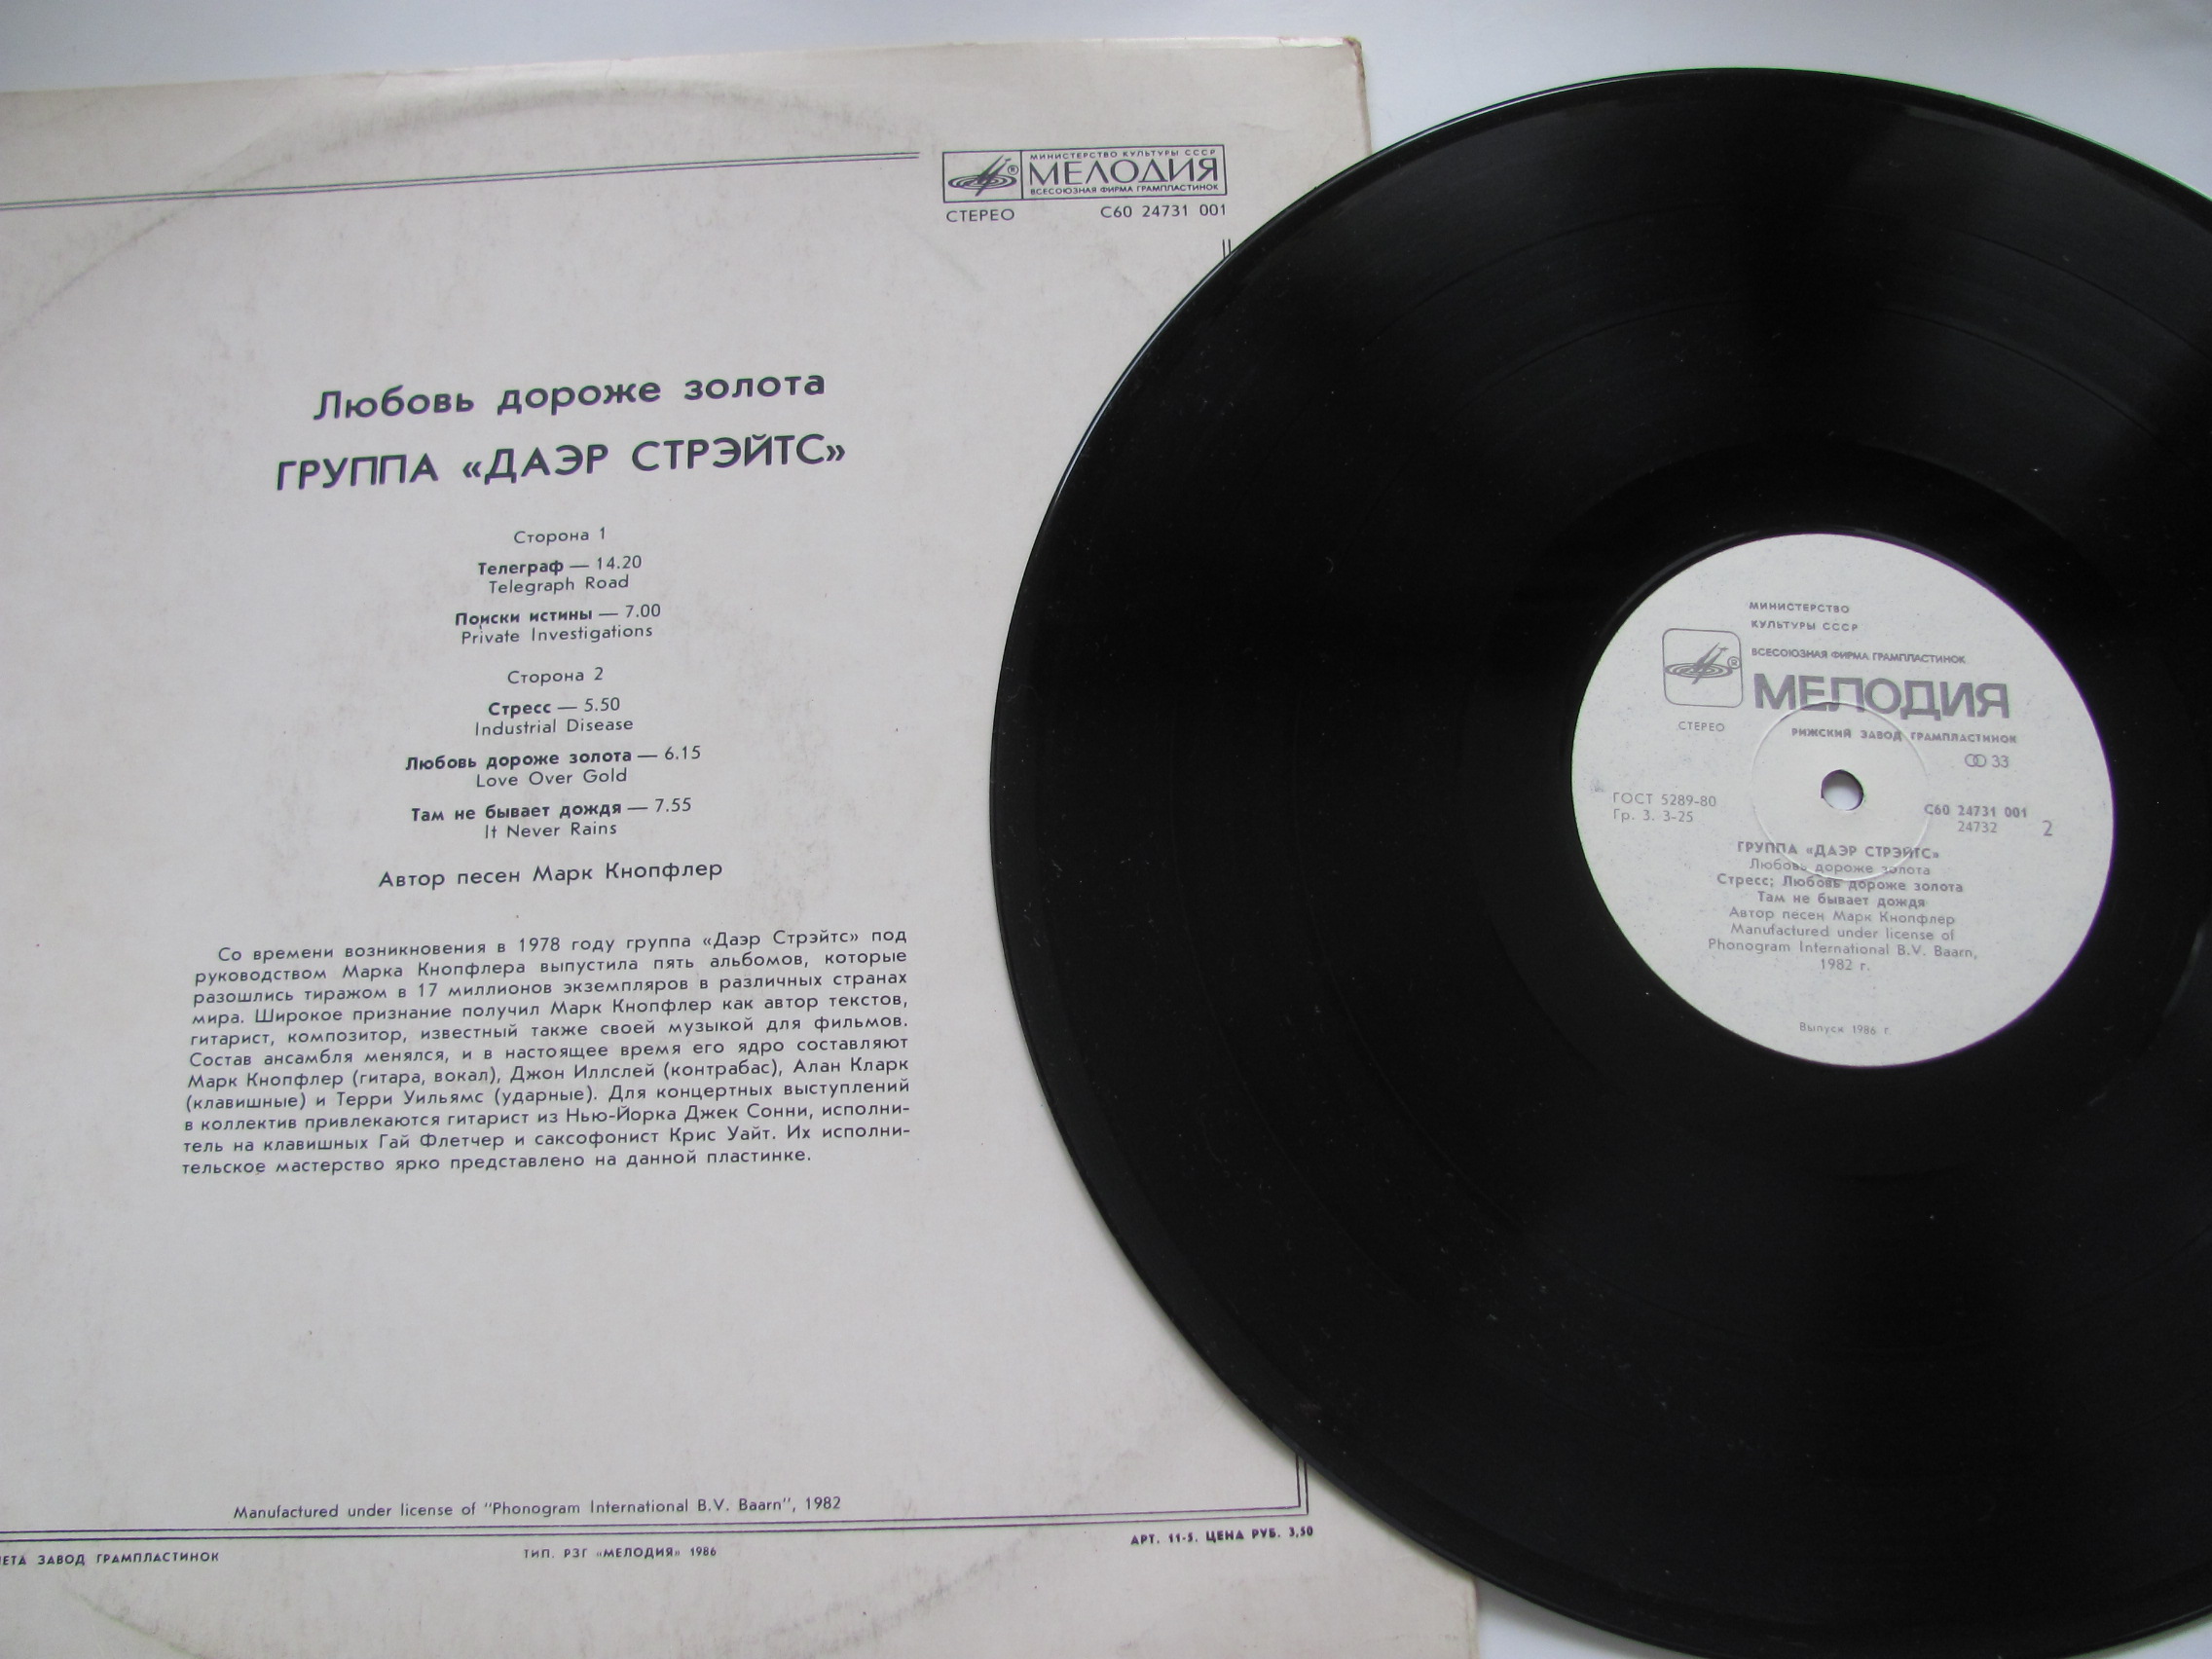 МИНИСТЕРСТВО КУЛЬТУРЫ СССР
МЕЛОДИЯ
ВСЕСОЮЗНАЯ ФИРМА ГРАМПЛАСТИНОК
СТЕРЕО С60 24731 001
Любовь дороже золота
ГРУППА «ДАЭР СТРЭЙТС»
Сторона 1
Телеграф — 14.20
Telegraph Road
Поиски истины — 7.00
Private Investigations
Сторона 2
Стресс — 5.50
Industrial Disease
Любовь дороже золота — 6.15
Love Over Gold
Там не бывает дождя — 7.55
It Never Rains
Автор песен Марк Кнопфлер
Со времени возникновения в 1978 году группа «Даэр Стрэйтс» под
руководством Марка Кнопфлера выпустила пять альбомов, которые
разошлись тиражом в 17 миллионов экземпляров в различных странах
мира. Широкое признание получил Марк Кнопфлер как автор текстов,
гитарист, композитор, известный также своей музыкой для фильмов.
Состав ансамбля менялся, и в настоящее время его ядро составляют
Марк Кнопфлер (гитара, вокал), Джон Иллслей (контрабас), Алан Кларк
(клавишные) и Терри Уильямс (ударные). Для концертных выступлений
в коллектив привлекаются гитарист из Нью-Йорка Джек Сонни, исполни-
тель на клавишных Гай Флетчер и саксофонист Крис Уайт. Их исполни-
тельское мастерство ярко представлено на данной пластинке.
Manufactured under license of "Phonogram International B.V. Baarn", 1982
ЗАВОД ГРАМПЛАСТИНОК
ТИП. РЗГ «МЕЛОДИЯ» 1986
АРТ. 11-5. ЦЕНА РУБ. 3,50
МИНИСТЕРСТВО
КУЛЬТУРЫ СССР
ВСЕСОЮЗНАЯ ФИРМА ГРАМПЛАСТИНОК
МЕЛОДИЯ
СТЕРЕО
РИЖСКИЙ ЗАВОД ГРАМПЛАСТИНОК
33
ГОСТ 5289-80
Гр. 3. 3-25
С60 24731 001
24732 2
ГРУППА «ДАЭР СТРЭЙТС»
Любовь дороже золота
Стресс; Любовь дороже золота
Там не бывает дождя
Автор песен Марк Кнопфлер
Manufactured under license of
Phonogram International B.V. Baarn,
1982 г.
Выпуск 1986 г.